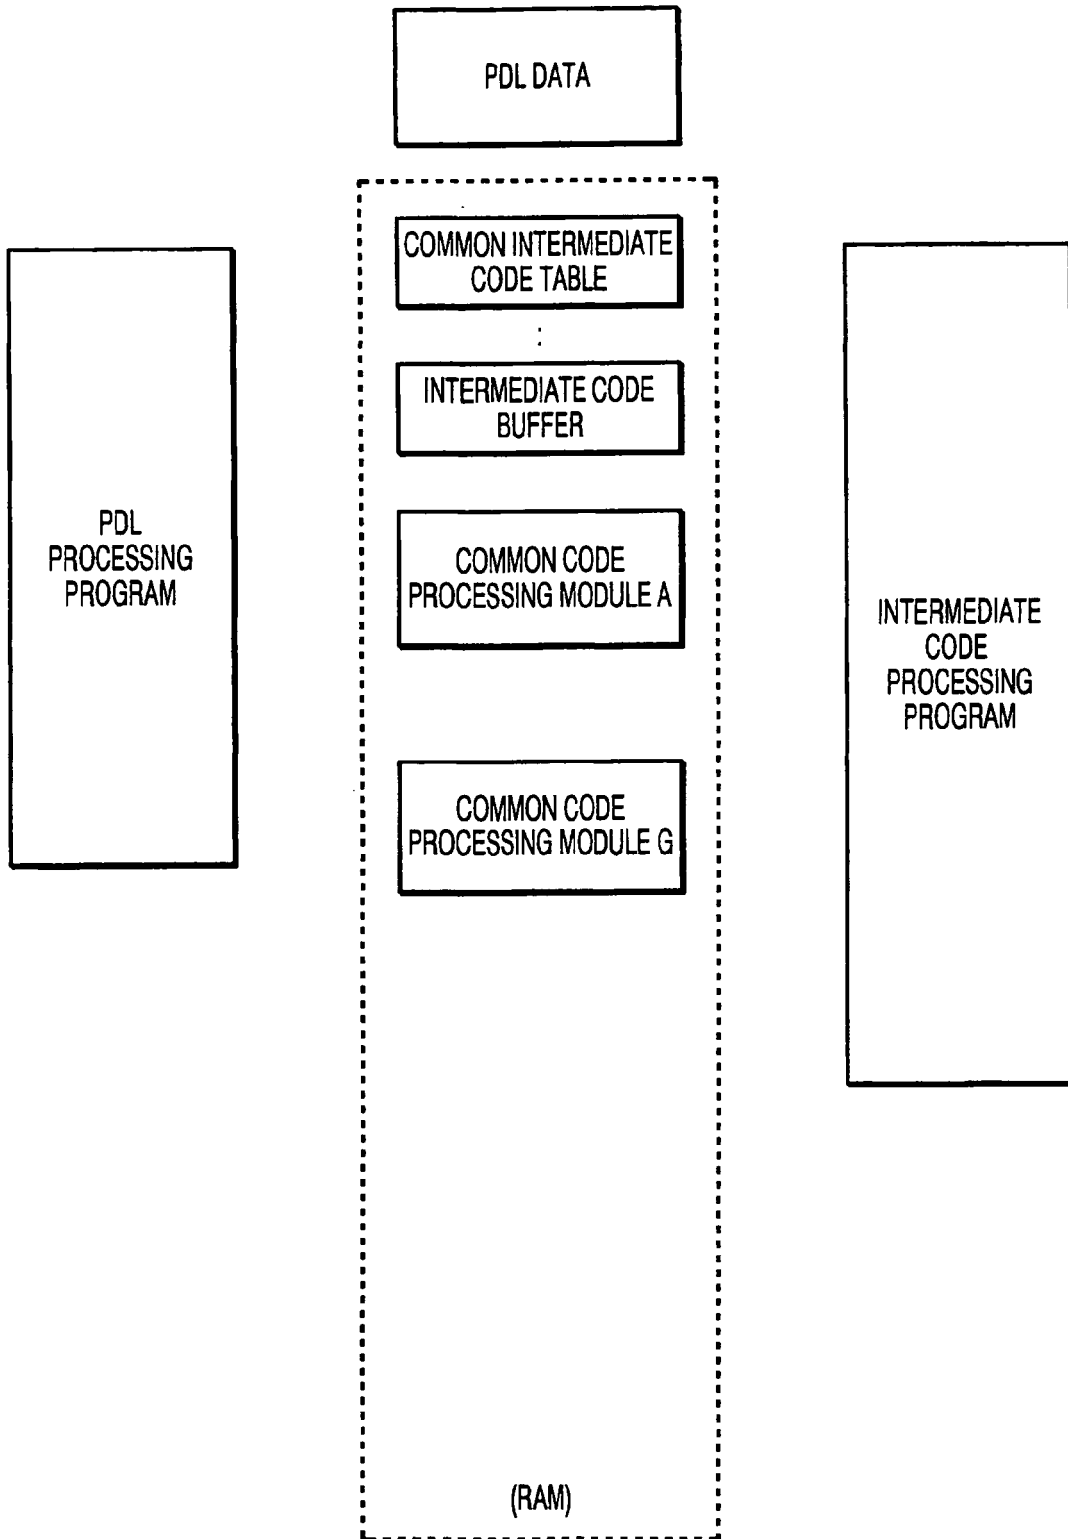 PDL DATA
COMMON INTERMEDIATE
CODE TABLE
INTERMEDIATE CODE
BUFFER
PDL
PROCESSING
PROGRAM
COMMON CODE
PROCESSING MODULE A
INTERMEDIATE
CODE
PROCESSING
PROGRAM
COMMON CODE
PROCESSING MODULE G
(RAM)